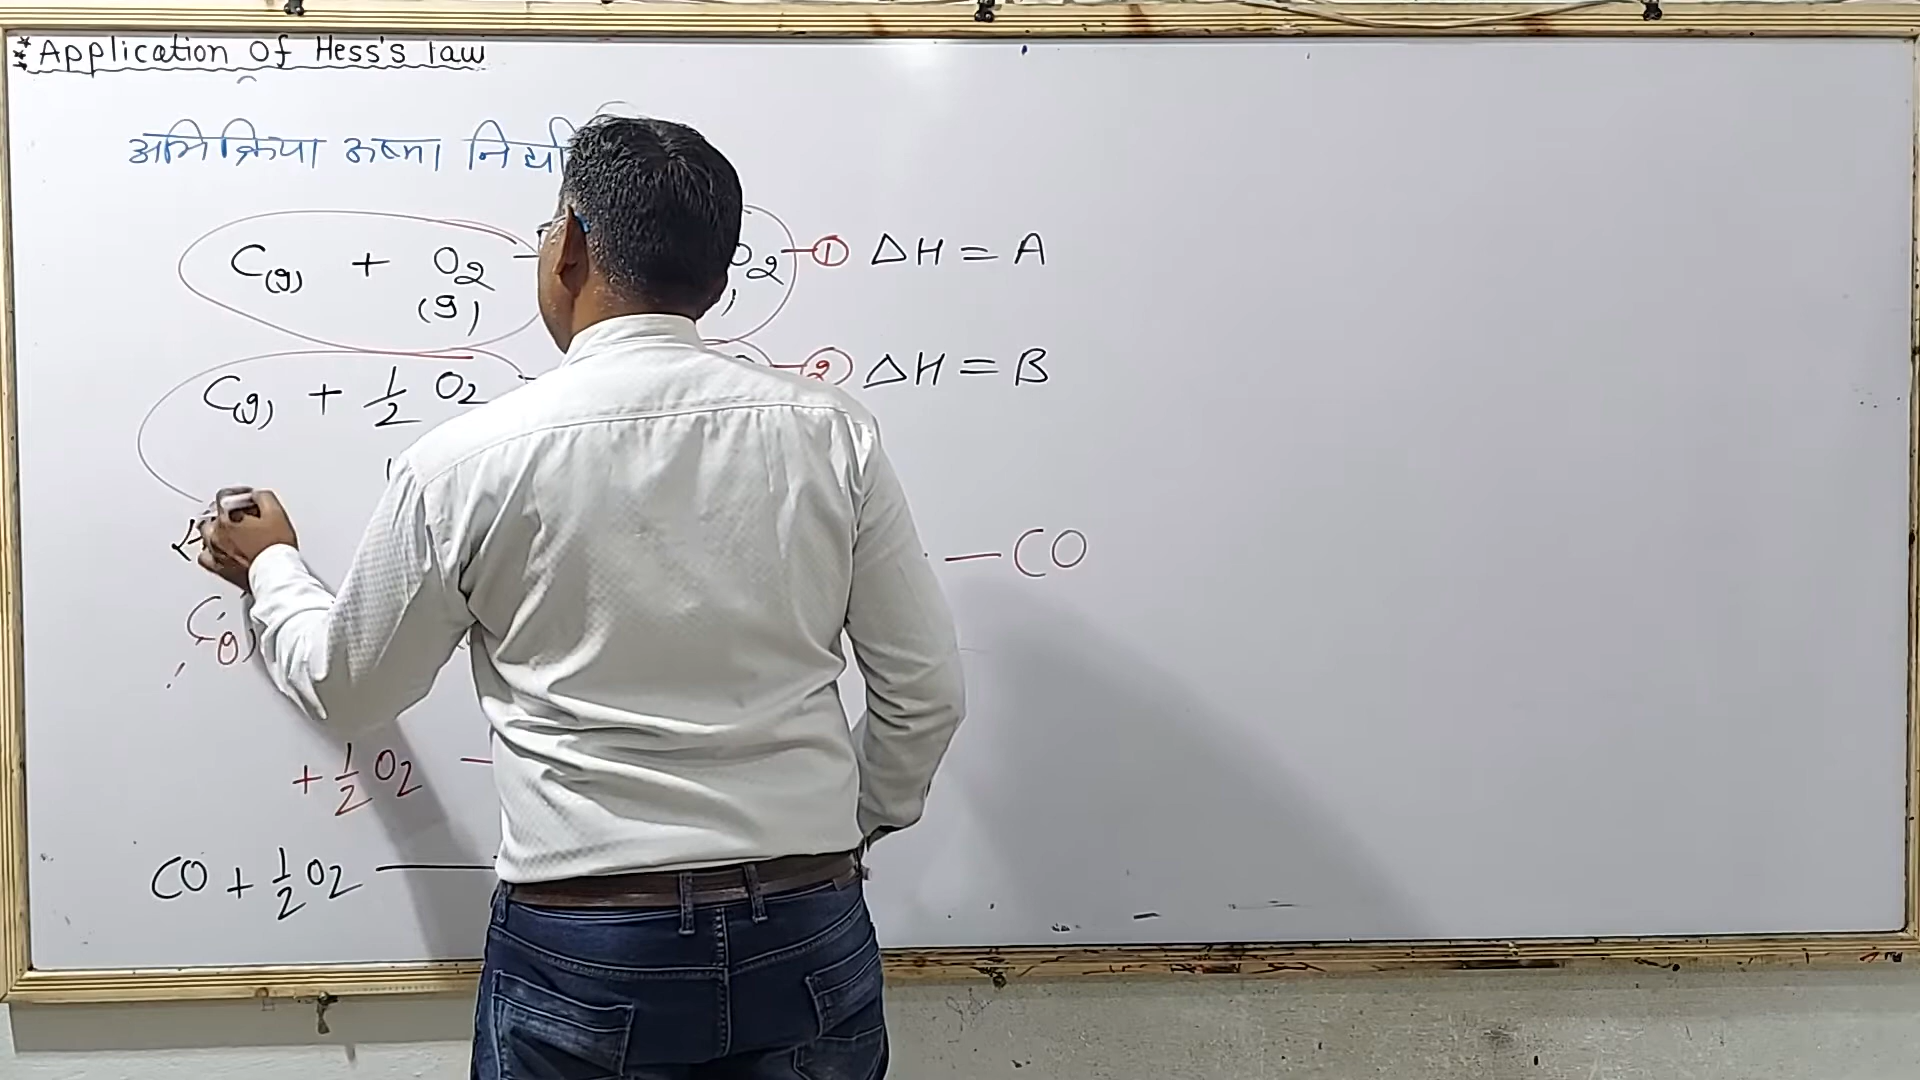 Application Of Hess's law
अभिक्रिया ऊष्मा
C(g) + O2(g) O2 —① ΔH = A
C(g) + 1/2 O2 —② ΔH = B
— CO
C(g)
+ 1/2 O2 —
CO + 1/2 O2 —